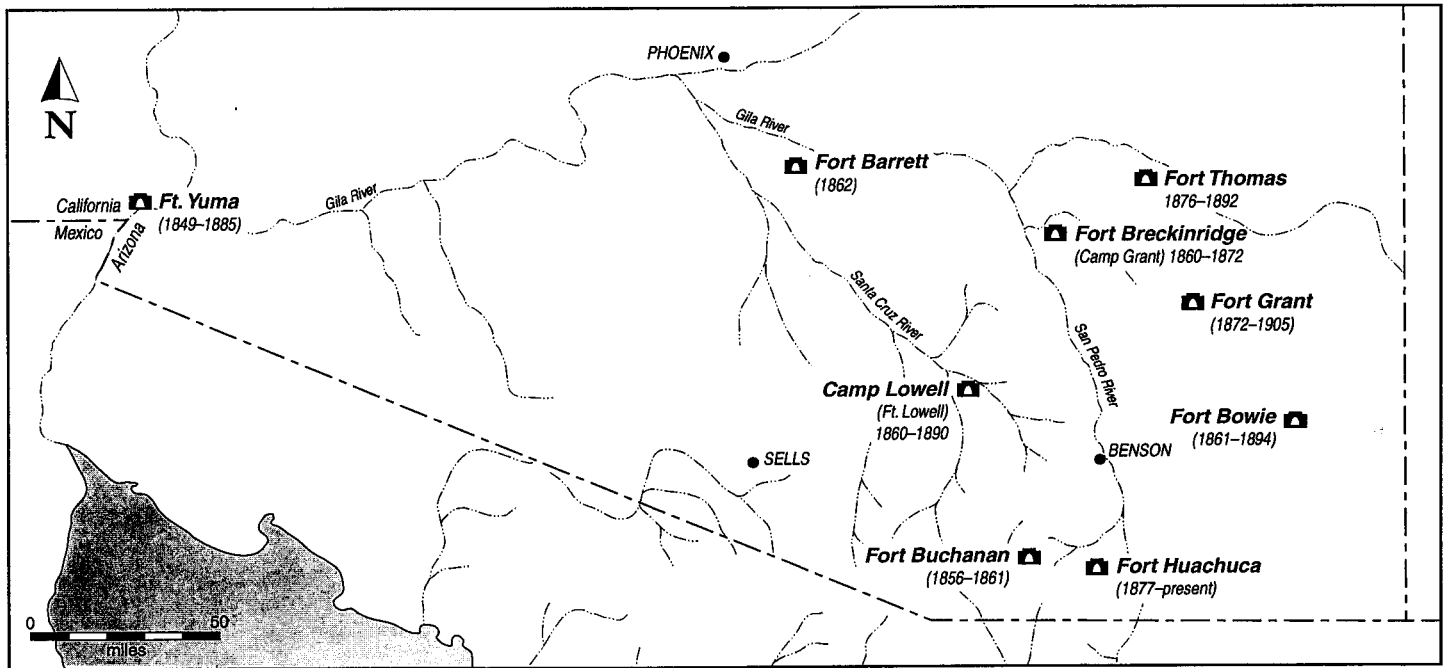 PHOENIX
N
Gila River
Fort Barrett
(1862)
Fort Thomas
1876–1892
California
Mexico
Arizona
Ft. Yuma
(1849–1885)
Gila River
Fort Breckinridge
(Camp Grant) 1860–1872
Santa Cruz River
Fort Grant
(1872–1905)
San Pedro River
Camp Lowell
(Ft. Lowell)
1860–1890
Fort Bowie
(1861–1894)
SELLS
BENSON
Fort Buchanan
(1856–1861)
Fort Huachuca
(1877–present)
0 50
miles